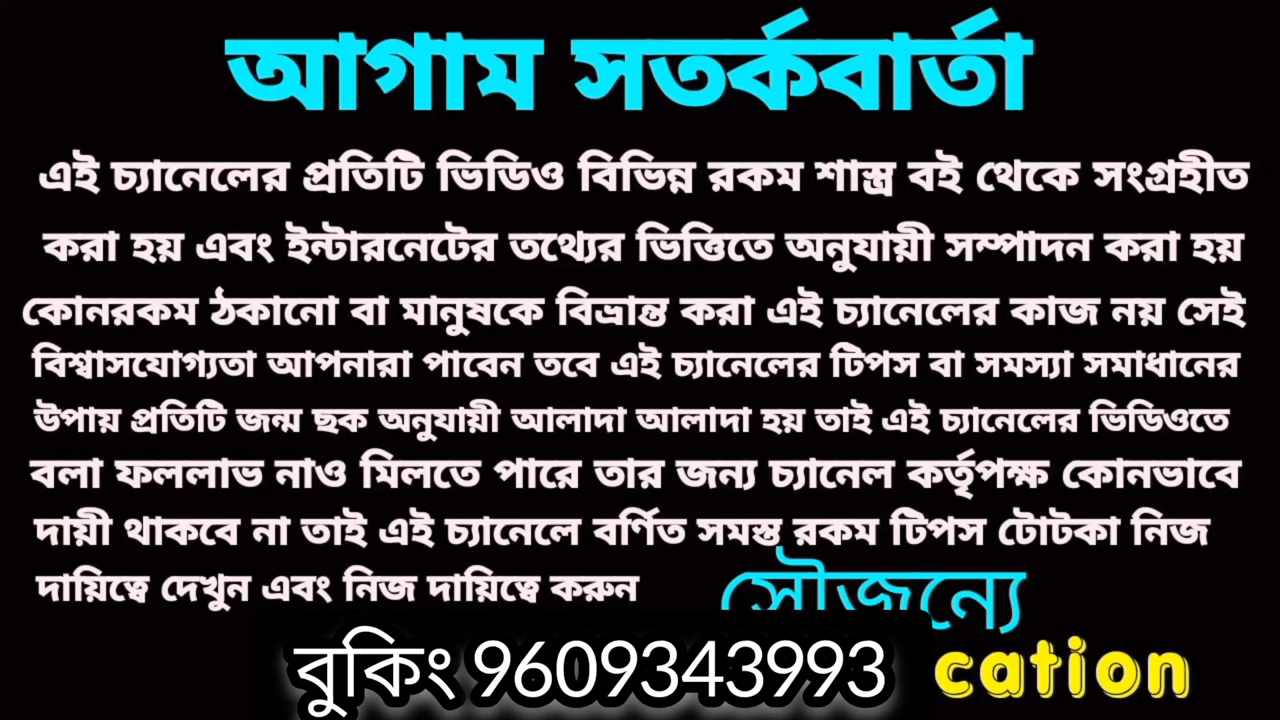 আগাম সতর্কবার্তা
এই চ্যানেলের প্রতিটি ভিডিও বিভিন্ন রকম শাস্ত্র বই থেকে সংগ্রহীত
করা হয় এবং ইন্টারনেটের তথ্যের ভিত্তিতে অনুযায়ী সম্পাদন করা হয়
কোনরকম ঠকানো বা মানুষকে বিভ্রান্ত করা এই চ্যানেলের কাজ নয় সেই
বিশ্বাসযোগ্যতা আপনারা পাবেন তবে এই চ্যানেলের টিপস বা সমস্যা সমাধানের
উপায় প্রতিটি জন্ম ছক অনুযায়ী আলাদা আলাদা হয় তাই এই চ্যানেলের ভিডিওতে
বলা ফললাভ নাও মিলতে পারে তার জন্য চ্যানেল কর্তৃপক্ষ কোনভাবে
দায়ী থাকবে না তাই এই চ্যানেলে বর্ণিত সমস্ত রকম টিপস টোটকা নিজ
দায়িত্বে দেখুন এবং নিজ দায়িত্বে করুন
সৌজন্যে
বুকিং 9609343993 cation